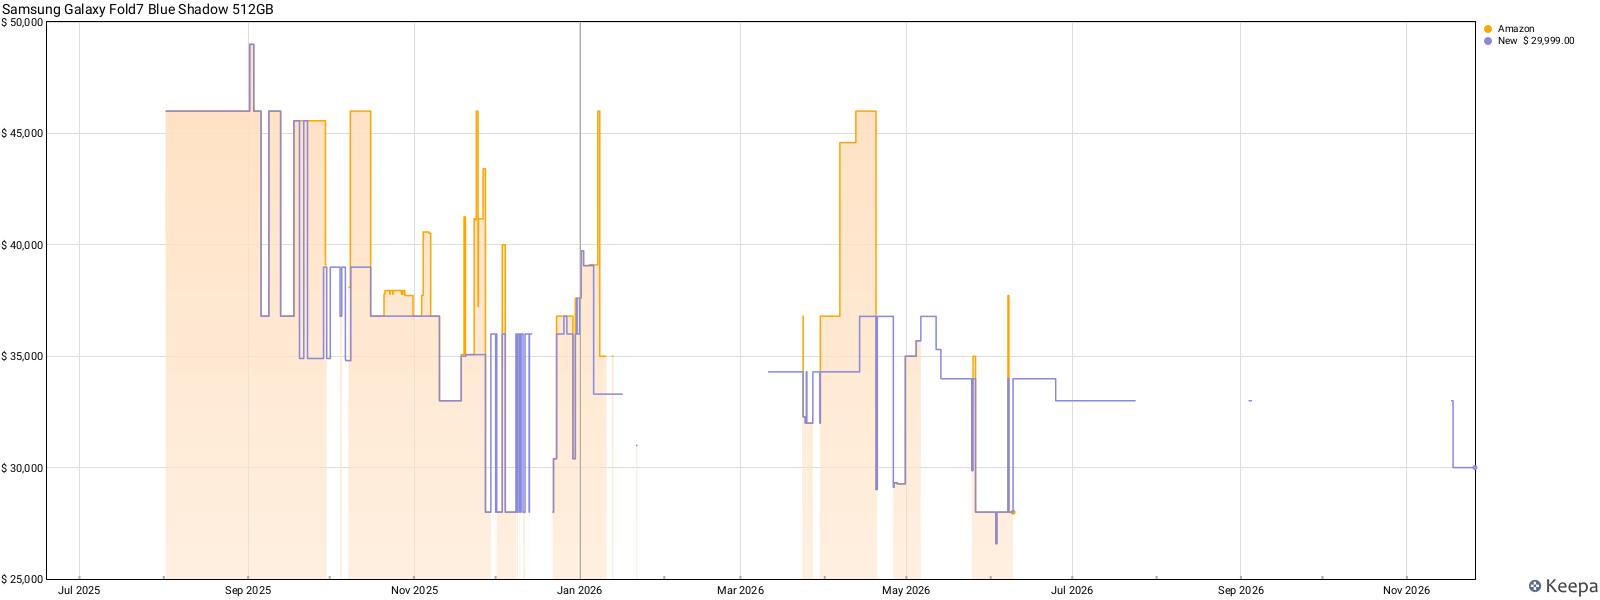 Samsung Galaxy Fold7 Blue Shadow 512GB
$ 50,000
$ 45,000
$ 40,000
$ 35,000
$ 30,000
$ 25,000
Jul 2025
Sep 2025
Nov 2025
Jan 2026
Mar 2026
May 2026
Jul 2026
Sep 2026
Nov 2026
Amazon
New $ 29,999.00
Keepa